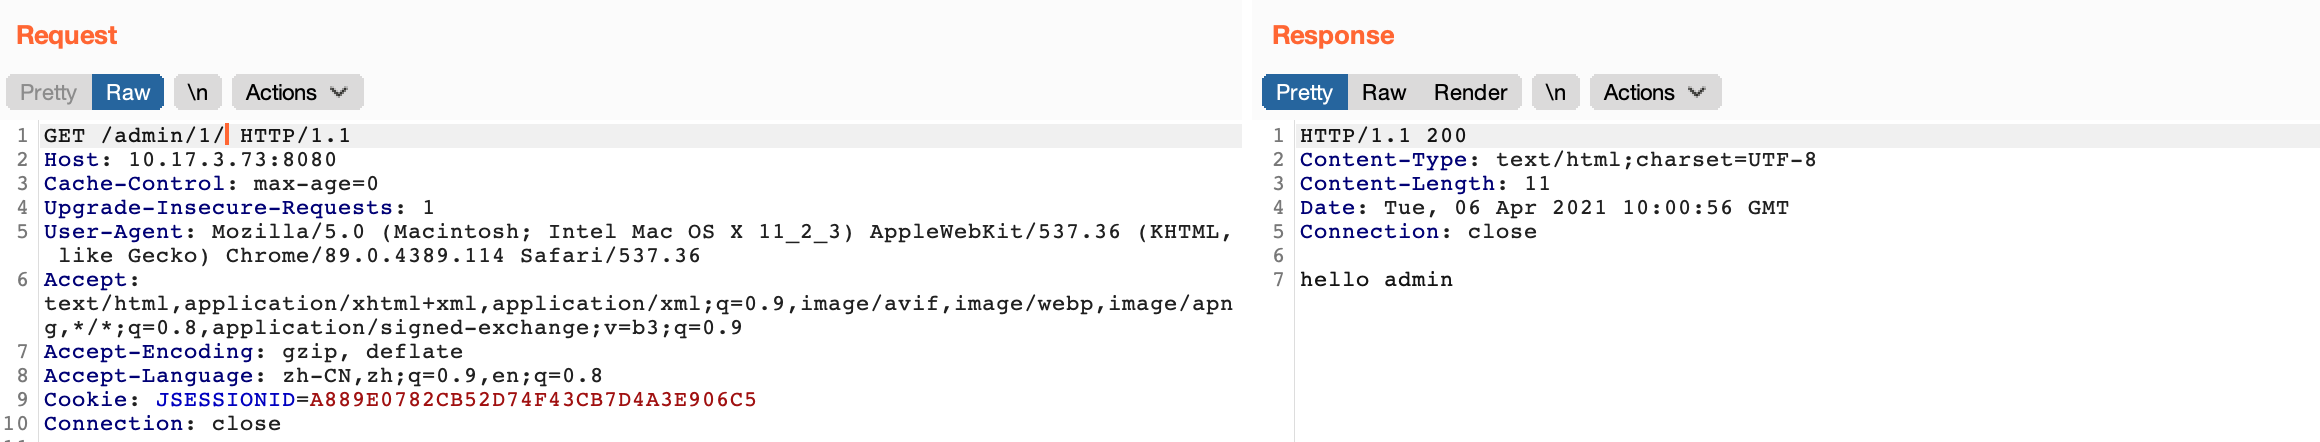 Request
Pretty Raw \n Actions
1 GET /admin/1/ HTTP/1.1
2 Host: 10.17.3.73:8080
3 Cache-Control: max-age=0
4 Upgrade-Insecure-Requests: 1
5 User-Agent: Mozilla/5.0 (Macintosh; Intel Mac OS X 11_2_3) AppleWebKit/537.36 (KHTML,
like Gecko) Chrome/89.0.4389.114 Safari/537.36
6 Accept:
text/html,application/xhtml+xml,application/xml;q=0.9,image/avif,image/webp,image/apn
g,*/*;q=0.8,application/signed-exchange;v=b3;q=0.9
7 Accept-Encoding: gzip, deflate
8 Accept-Language: zh-CN,zh;q=0.9,en;q=0.8
9 Cookie: JSESSIONID=A889E0782CB52D74F43CB7D4A3E906C5
10 Connection: close
Response
Pretty Raw Render \n Actions
1 HTTP/1.1 200
2 Content-Type: text/html;charset=UTF-8
3 Content-Length: 11
4 Date: Tue, 06 Apr 2021 10:00:56 GMT
5 Connection: close
6
7 hello admin